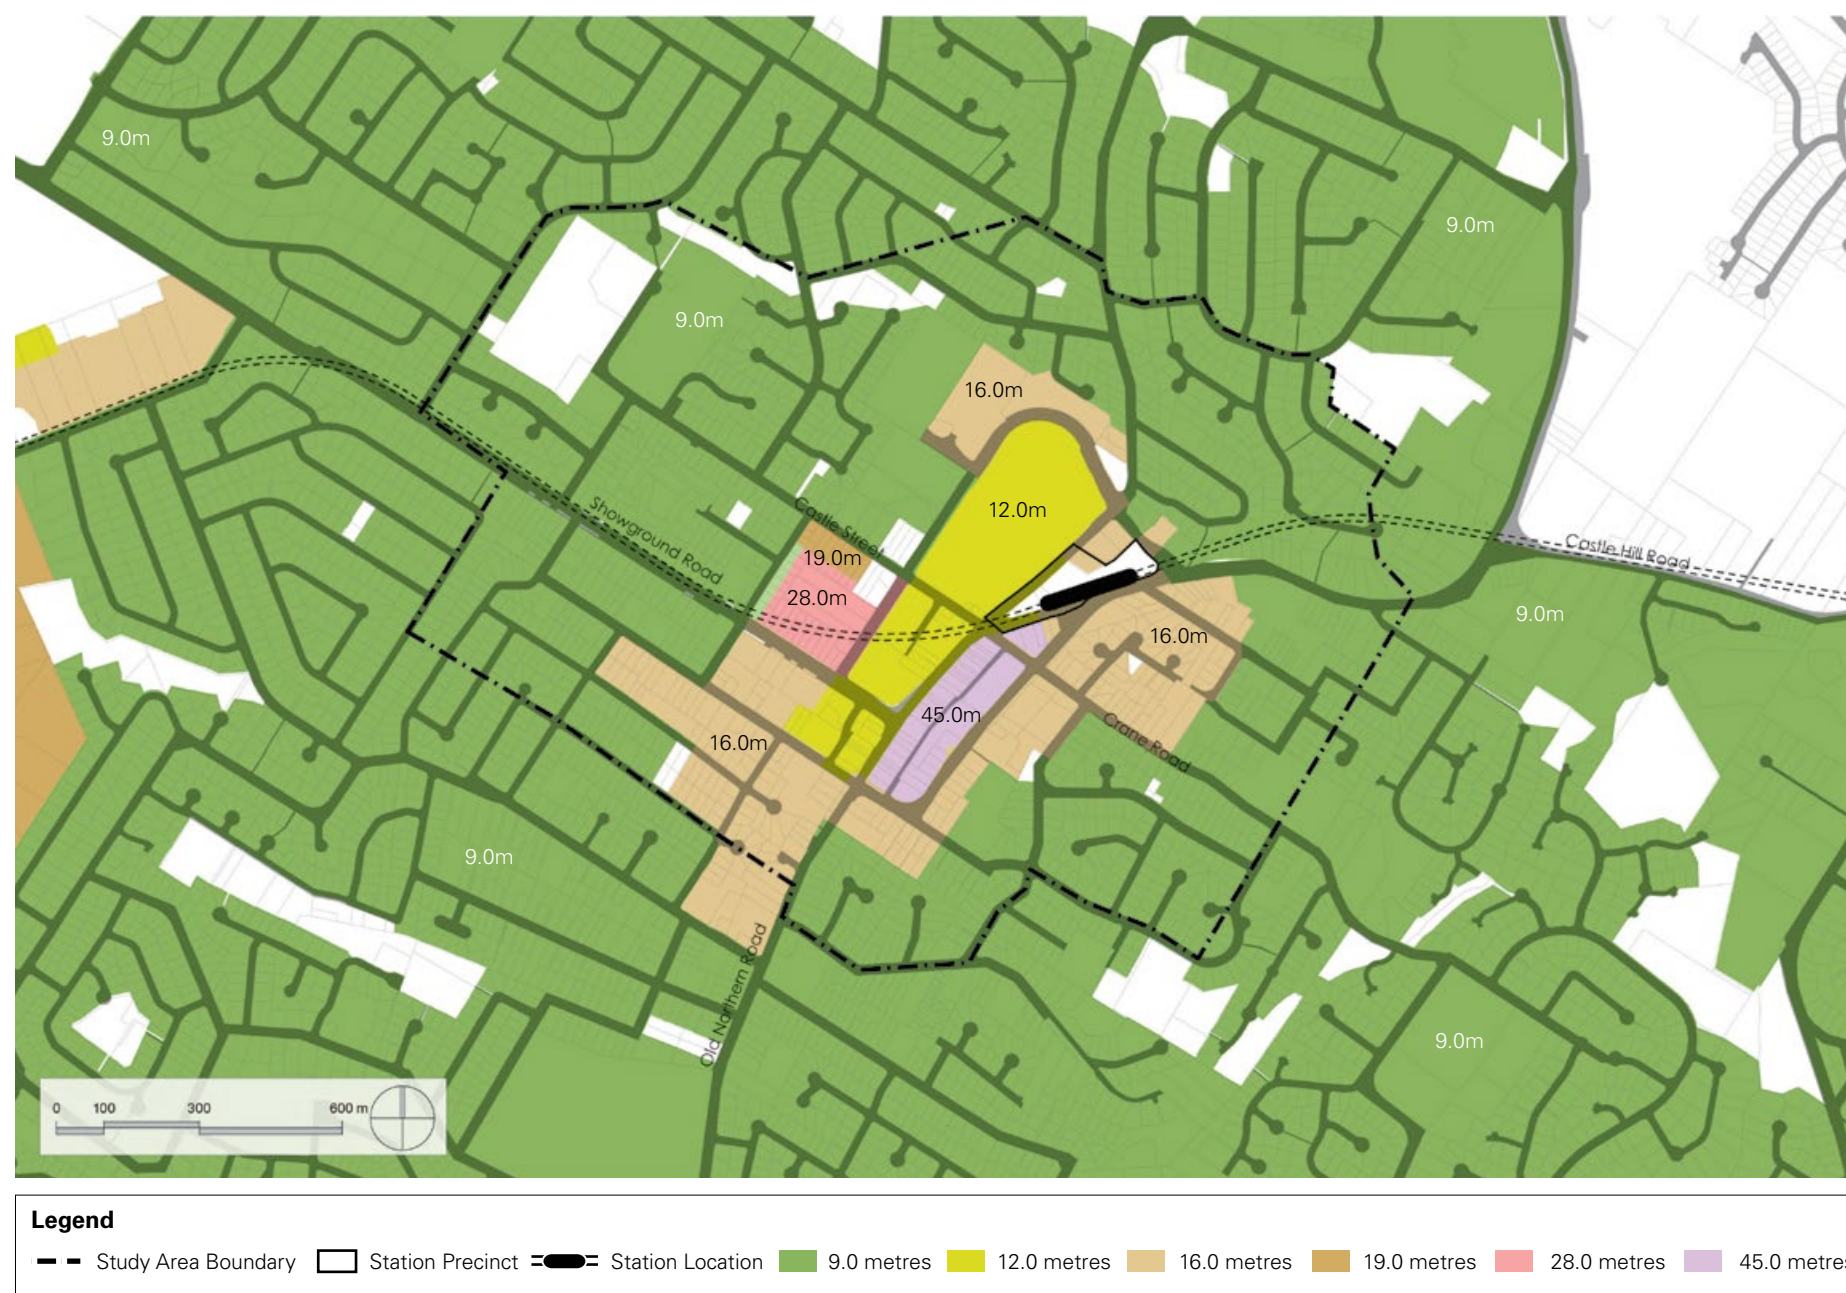 9.0m
9.0m
9.0m
16.0m
12.0m
Castle Street
Showground Road
19.0m
Castle Hill Road
28.0m
9.0m
16.0m
45.0m
Crane Road
16.0m
9.0m
Old Northern Road
9.0m
0 100 300 600 m
Legend
Study Area Boundary Station Precinct Station Location 9.0 metres 12.0 metres 16.0 metres 19.0 metres 28.0 metres 45.0 metres